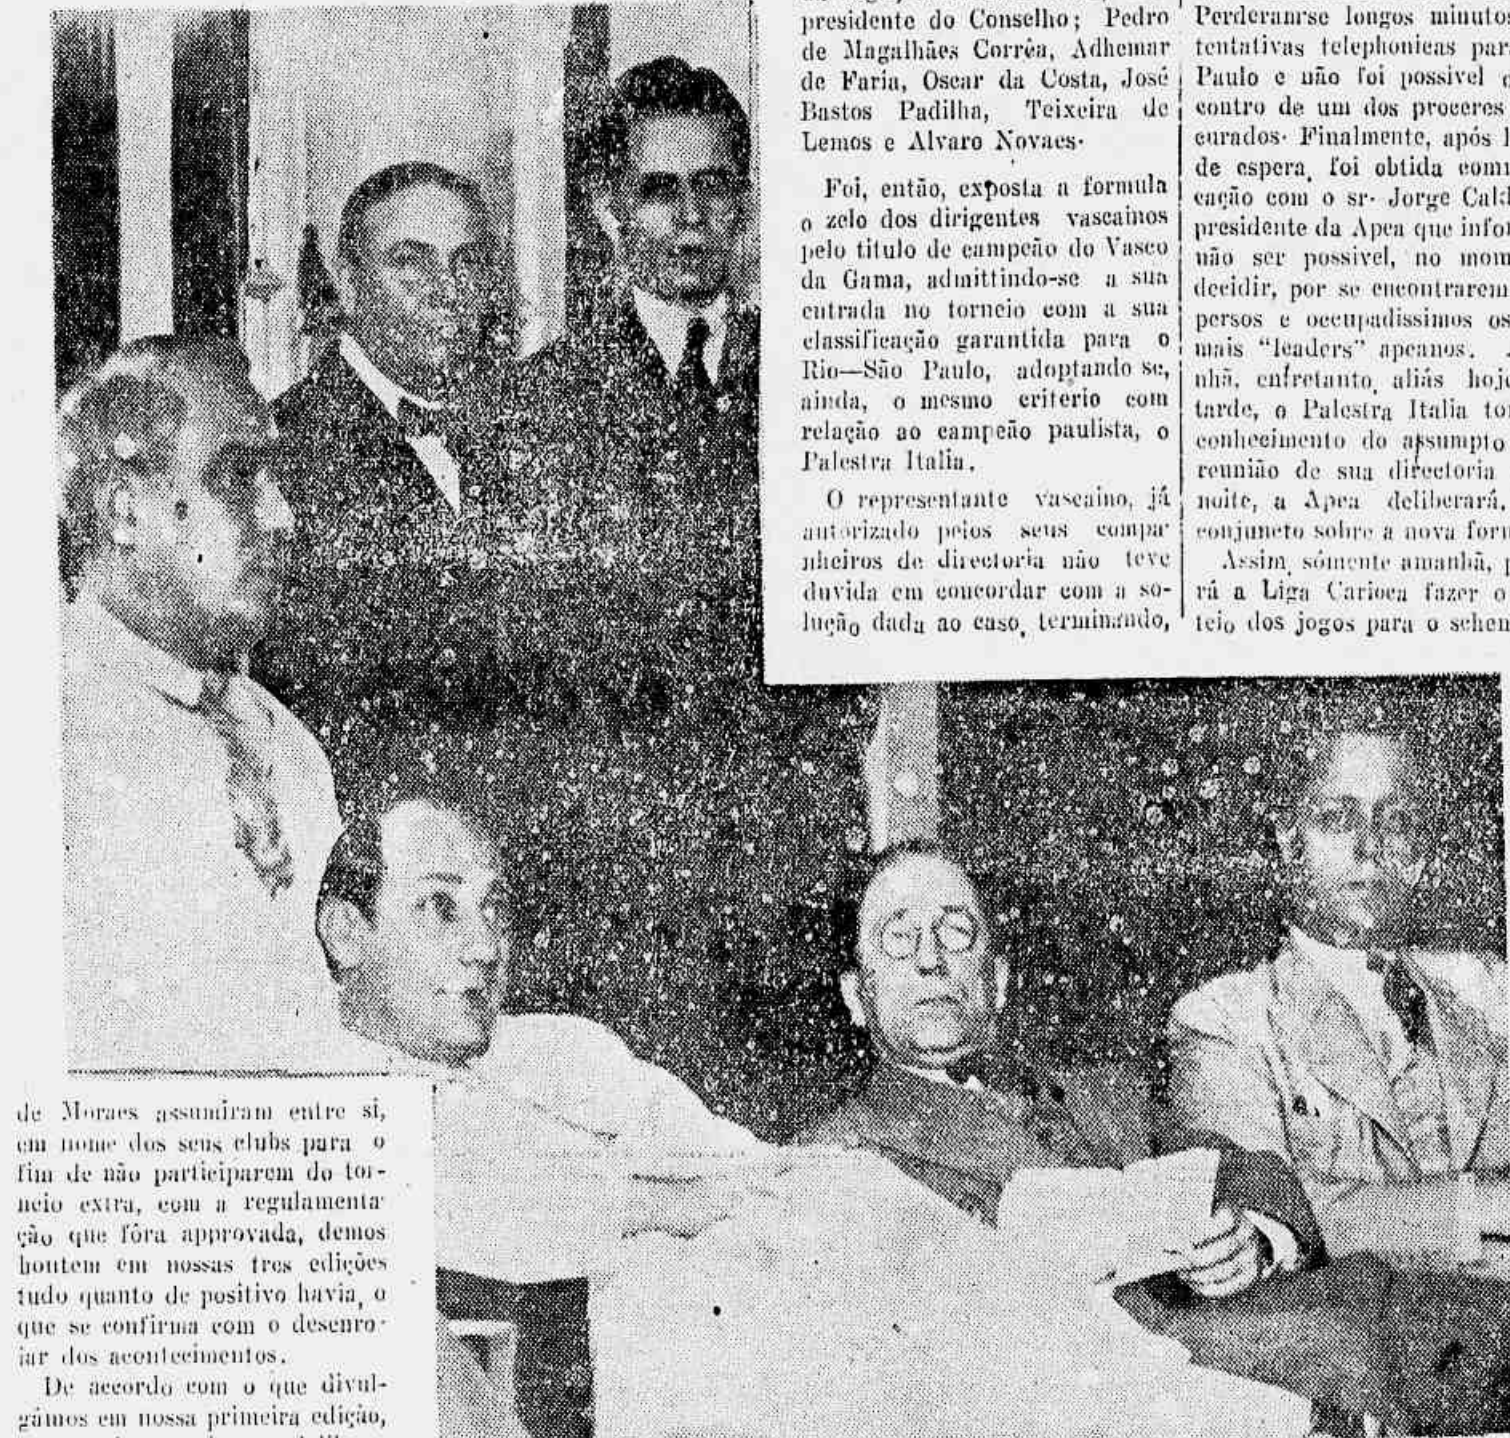 presidente do Conselho; Pedro
de Magalhães Corrêa, Adhemar
de Faria, Oscar da Costa, José
Bastos Padilha, Teixeira de
Lemos e Alvaro Novaes.
Foi, então, exposta a formula
o zelo dos dirigentes vascainos
pelo titulo de campeão do Vasco
da Gama, admittindo-se a sua
entrada no torneio com a sua
classificação garantida para o
Rio—São Paulo, adoptando se,
ainda, o mesmo criterio com
relação ao campeão paulista, o
Palestra Italia.
O representante vascaino, já
autorizado pelos seus compa
nheiros de directoria não teve
duvida em concordar com a so-
lução dada ao caso, terminando,
Perderam-se longos minutos
tentativas telephonicas par
Paulo e não foi possivel
contro de um dos proceres
curados. Finalmente, após
de espera, foi obtida com
cação com o sr. Jorge Cal
presidente da Apea que infor
não ser possivel, no mom
decidir, por se encontrarem
persos e occupadissimos os
mais "leaders" apeanos.
nhã, entretanto, aliás hoje
tarde, o Palestra Italia to
conhecimento do assumpto
reunião de sua directoria
noite, a Apea deliberará,
conjuncto sobre a nova form
Assim, sómente amanhã, p
rá a Liga Carioca fazer o
teio dos jogos para o schem
de Moraes assumiram entre si,
em nome dos seus clubs para o
fim de não participarem do tor-
neio extra, com a regulamenta
ção que fôra approvada, demos
hontem em nossas tres edições
tudo quanto de positivo havia, o
que se confirma com o desenro-
lar dos acontecimentos.
De accordo com o que divul-
gámos em nossa primeira edição,